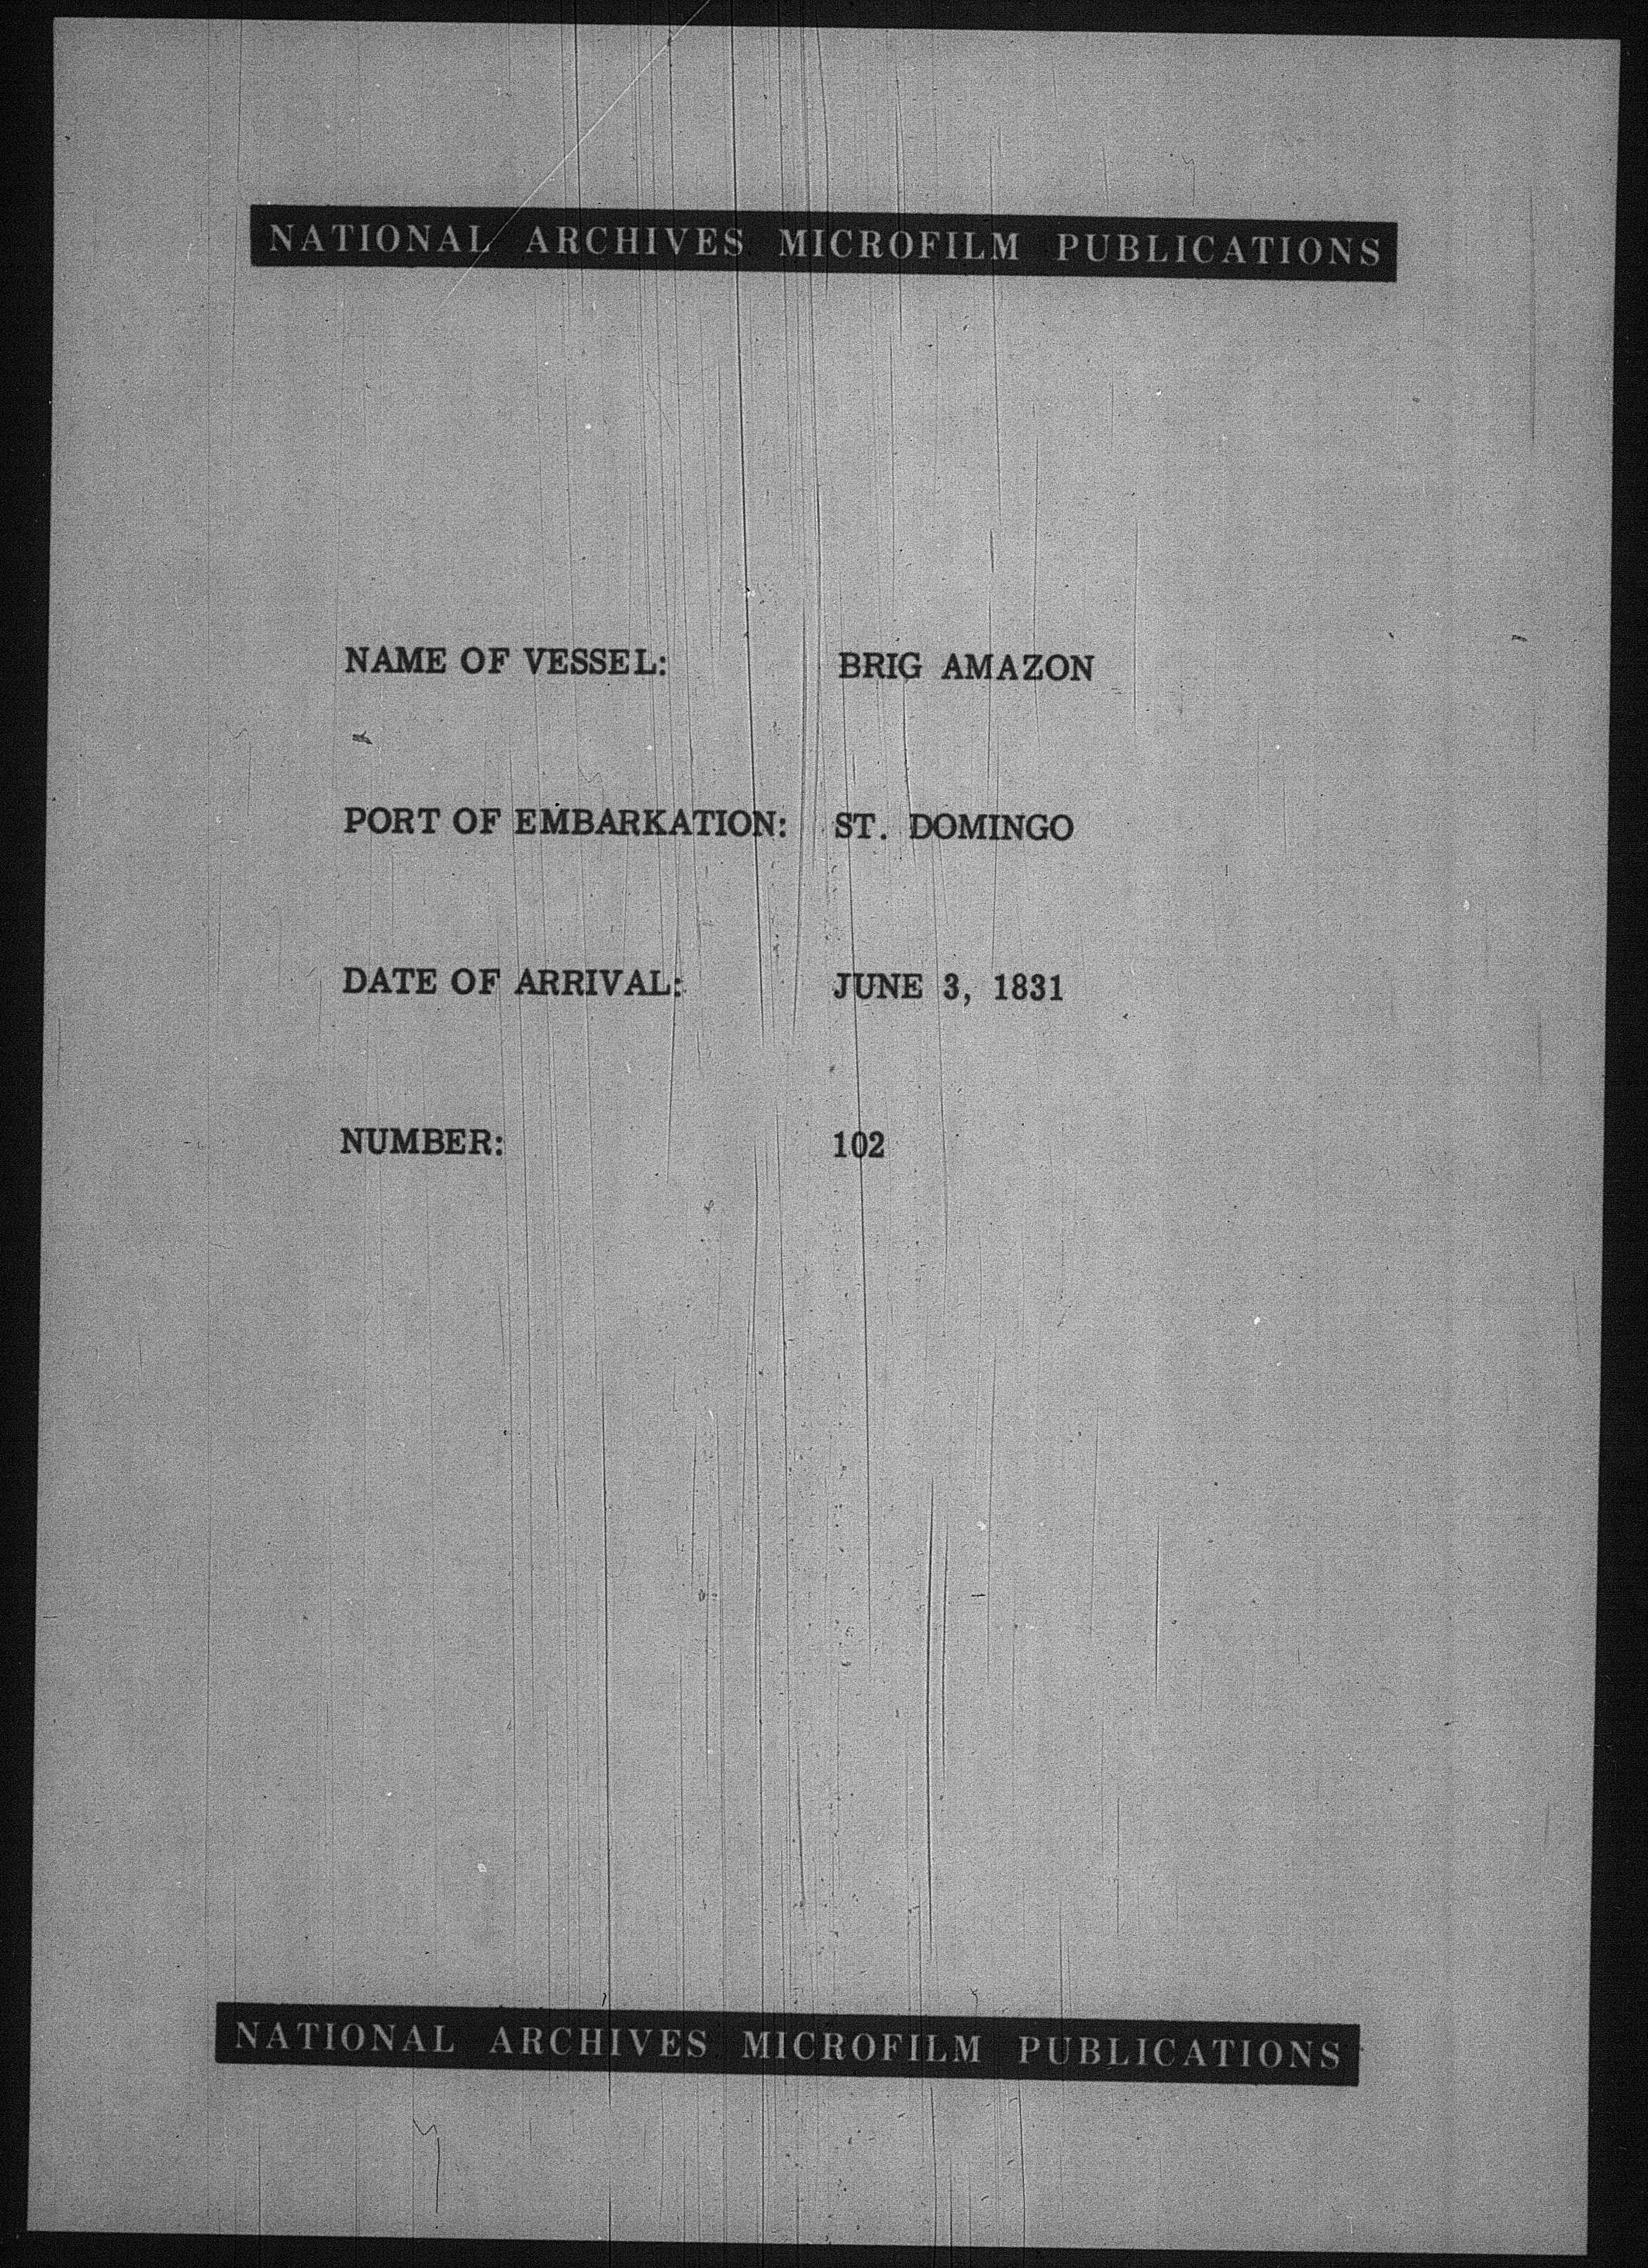 NATIONAL ARCHIVES MICROFILM PUBLICATIONS
NAME OF VESSEL: BRIG AMAZON
PORT OF EMBARKATION: ST. DOMINGO
DATE OF ARRIVAL: JUNE 3, 1831
NUMBER: 102
NATIONAL ARCHIVES MICROFILM PUBLICATIONS